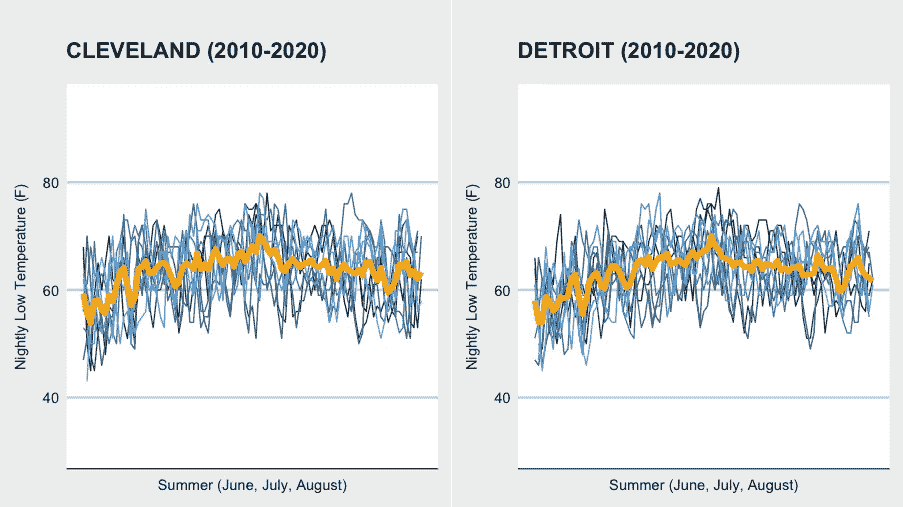 CLEVELAND (2010-2020)
Nightly Low Temperature (F)
80
60
40
Summer (June, July, August)
DETROIT (2010-2020)
Nightly Low Temperature (F)
80
60
40
Summer (June, July, August)